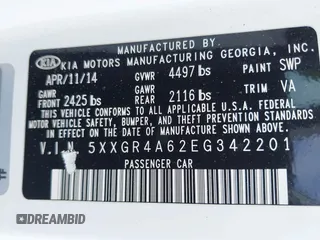 MANUFACTURED BY
KIA KIA MOTORS MANUFACTURING GEORGIA, INC.
APR/11/14 GVWR 4497 lbs PAINT SWP
GAWR FRONT 2425 lbs GAWR REAR 2116 lbs TRIM VA
THIS VEHICLE CONFORMS TO ALL APPLICABLE U.S.A. FEDERAL
MOTOR VEHICLE SAFETY, BUMPER, AND THEFT PREVENTION STANDARDS
IN EFFECT ON THE DATE OF MANUFACTURE SHOWN ABOVE.
V.I.N. 5XXGR4A62EG342201
PASSENGER CAR
DREAMBID